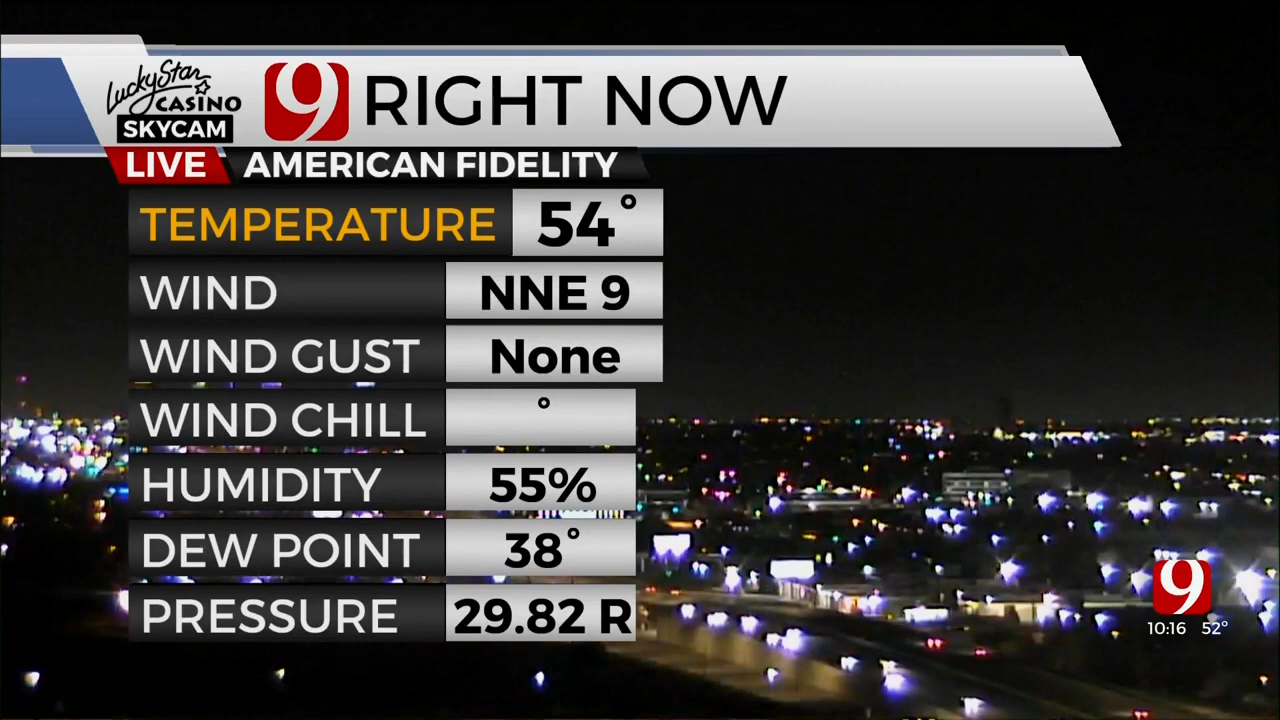 Lucky Star
CASINO
SKYCAM
9 RIGHT NOW
LIVE AMERICAN FIDELITY
TEMPERATURE 54°
WIND NNE 9
WIND GUST None
WIND CHILL °
HUMIDITY 55%
DEW POINT 38°
PRESSURE 29.82 R
9
10:16 52°